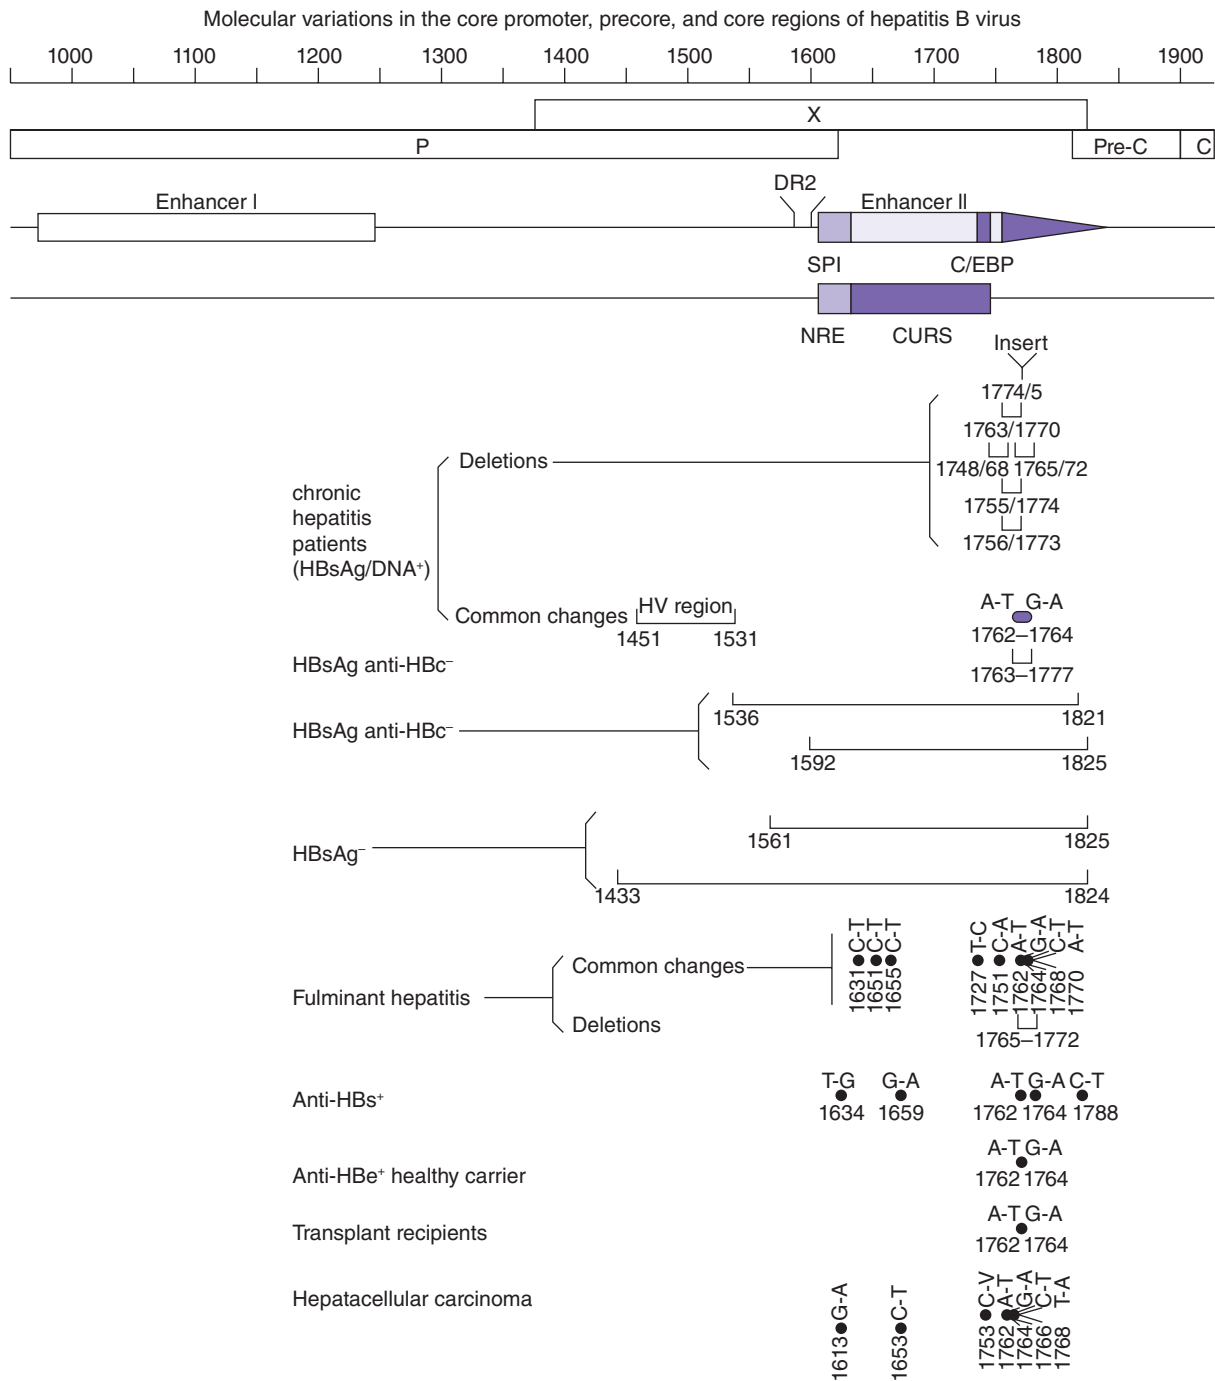 Molecular variations in the core promoter, precore, and core regions of hepatitis B virus
1000 1100 1200 1300 1400 1500 1600 1700 1800 1900
X
P Pre-C C
DR2
Enhancer I Enhancer II
SPI C/EBP
NRE CURS
Insert
1774/5
1763/1770
Deletions 1748/68 1765/72
1755/1774
1756/1773
chronic
hepatitis
patients
(HBsAg/DNA⁺)
A-T G-A
Common changes HV region
1451 1531 1762–1764
HBsAg anti-HBc⁻ 1763–1777
1536 1821
HBsAg anti-HBc⁻
1592 1825
1561 1825
HBsAg⁻
1433 1824
C-T C-T C-T T-C C-A A-T G-A C-T A-T
Common changes
1631 1651 1655 1727 1751 1762 1764 1768 1770
Fulminant hepatitis
Deletions
1765–1772
T-G G-A A-T G-A C-T
Anti-HBs⁺
1634 1659 1762 1764 1788
A-T G-A
Anti-HBe⁺ healthy carrier
1762 1764
A-T G-A
Transplant recipients
1762 1764
Hepatacellular carcinoma
G-A C-T C-V A-T G-A C-T T-A
1613 1653 1753 1762 1764 1766 1768